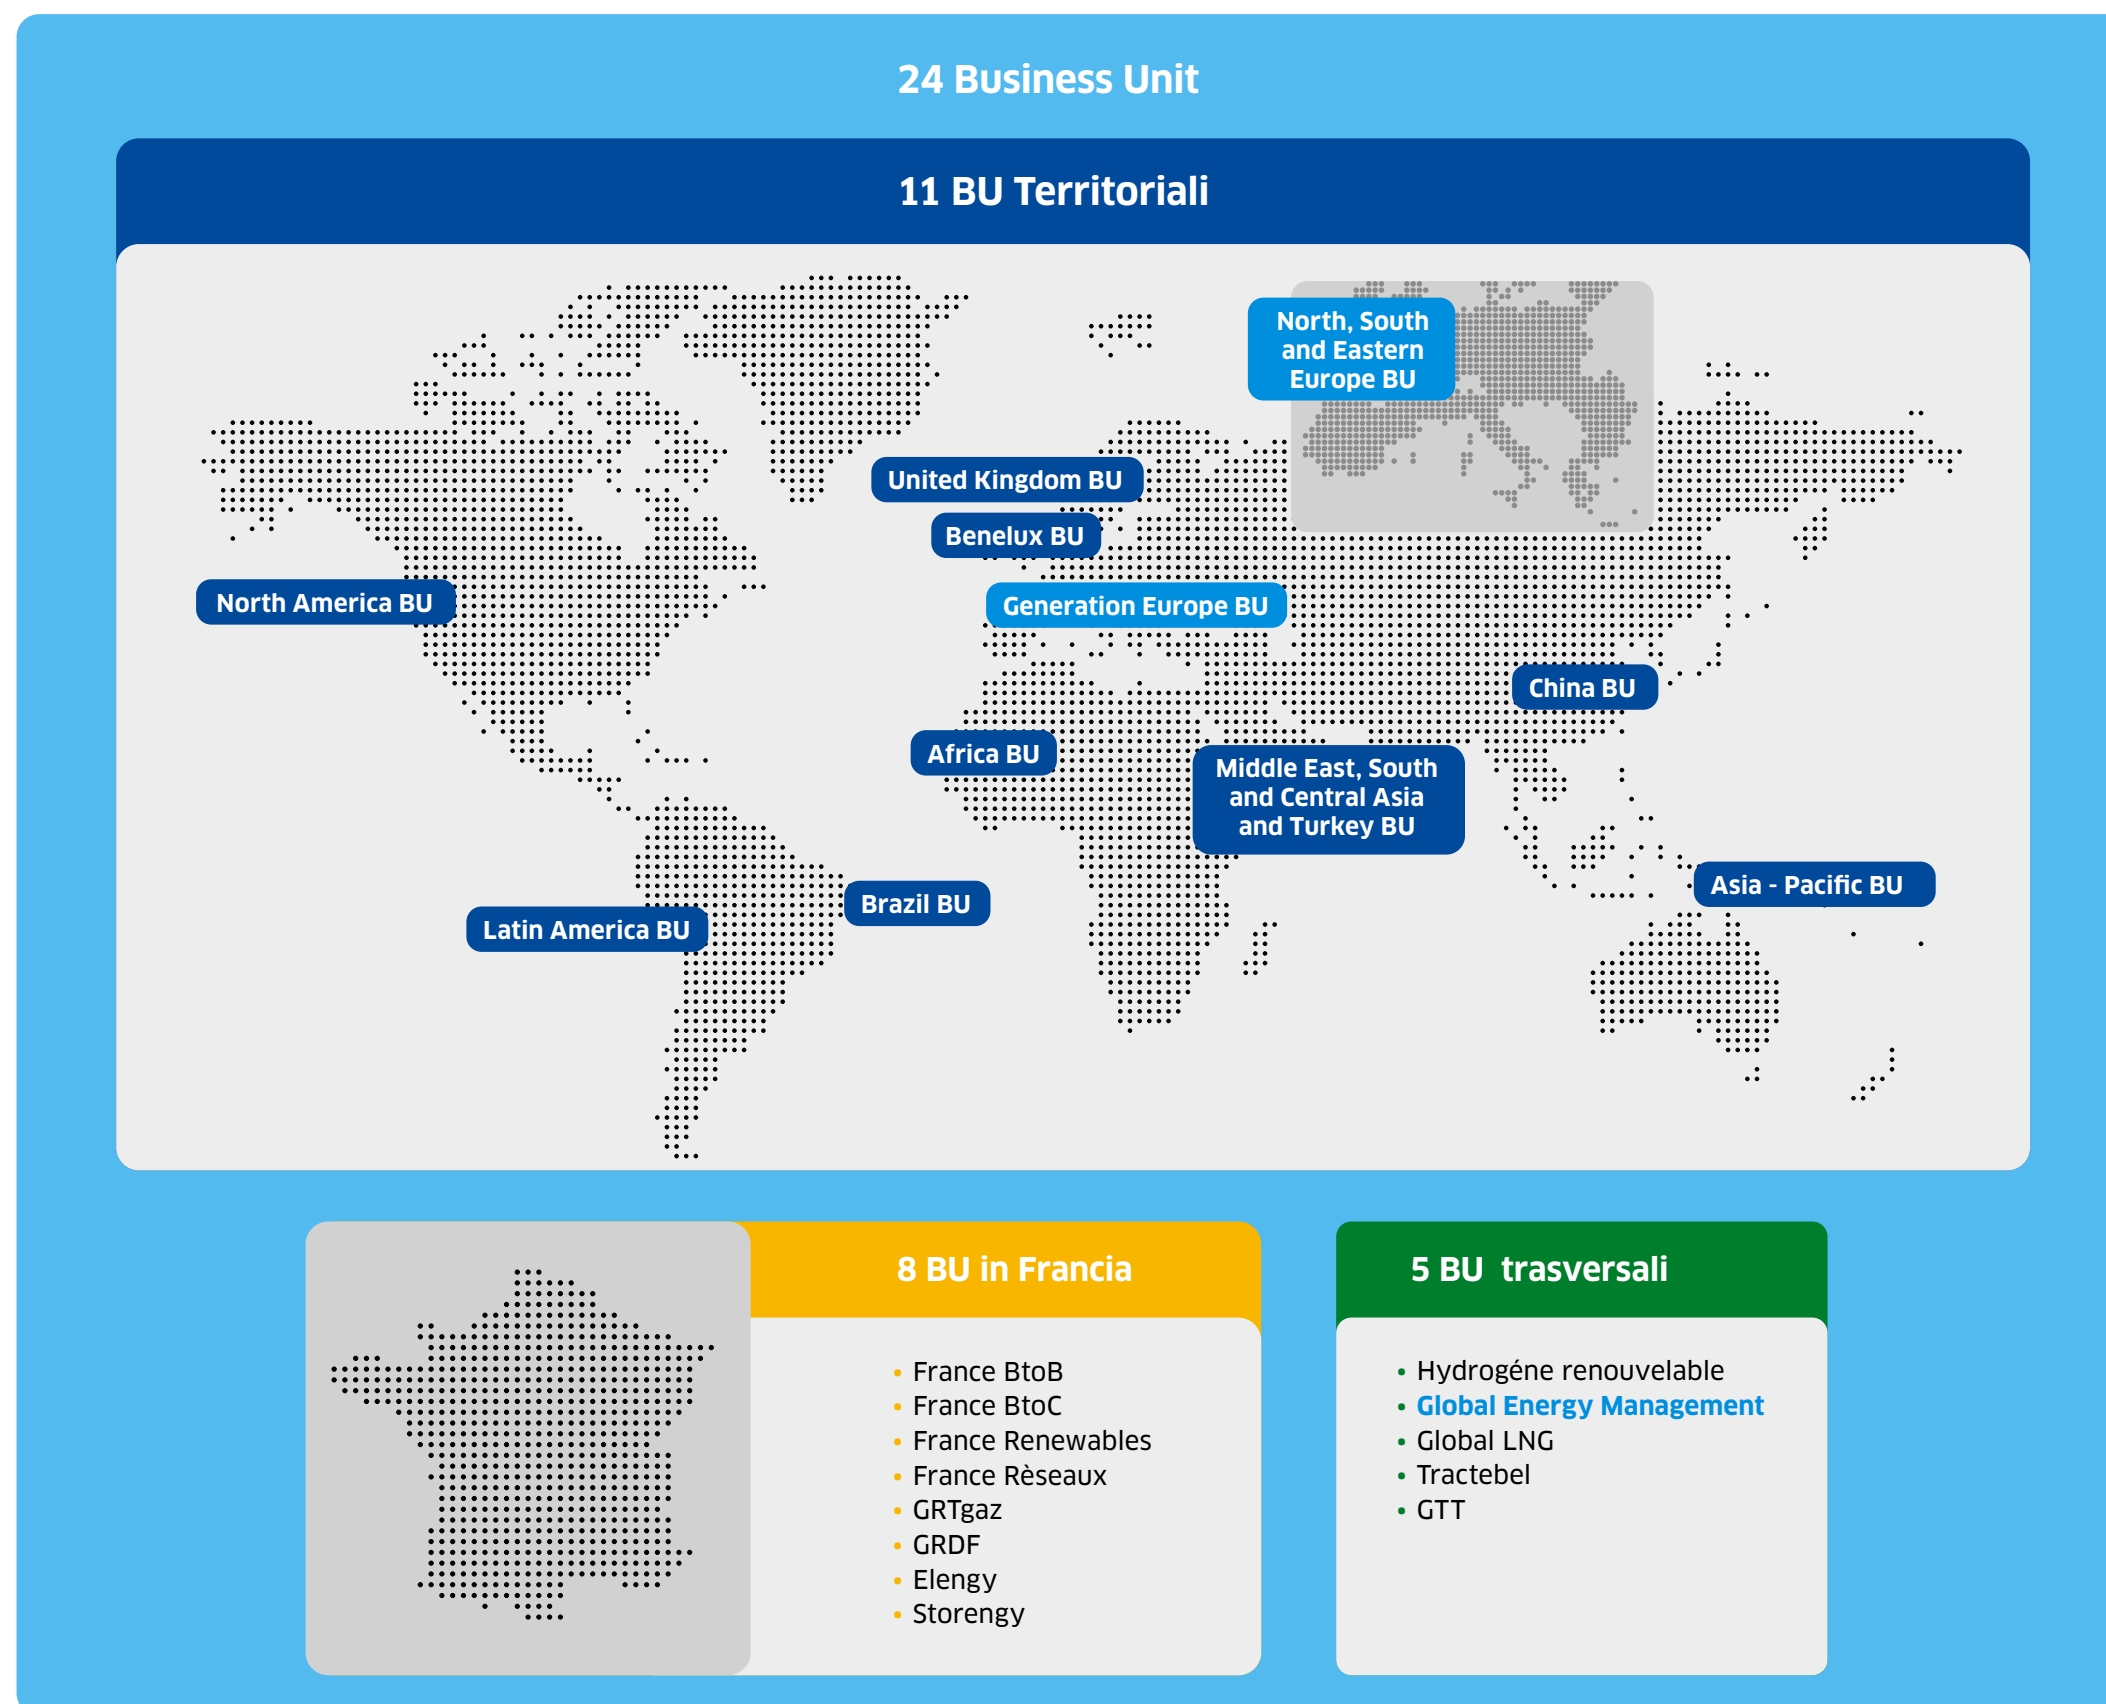 24 Business Unit
11 BU Territoriali
North, South
and Eastern
Europe BU
United Kingdom BU
Benelux BU
North America BU
Generation Europe BU
China BU
Africa BU
Middle East, South
and Central Asia
and Turkey BU
Asia - Pacific BU
Brazil BU
Latin America BU
8 BU in Francia
• France BtoB
• France BtoC
• France Renewables
• France Rèseaux
• GRTgaz
• GRDF
• Elengy
• Storengy
5 BU trasversali
• Hydrogéne renouvelable
• Global Energy Management
• Global LNG
• Tractebel
• GTT